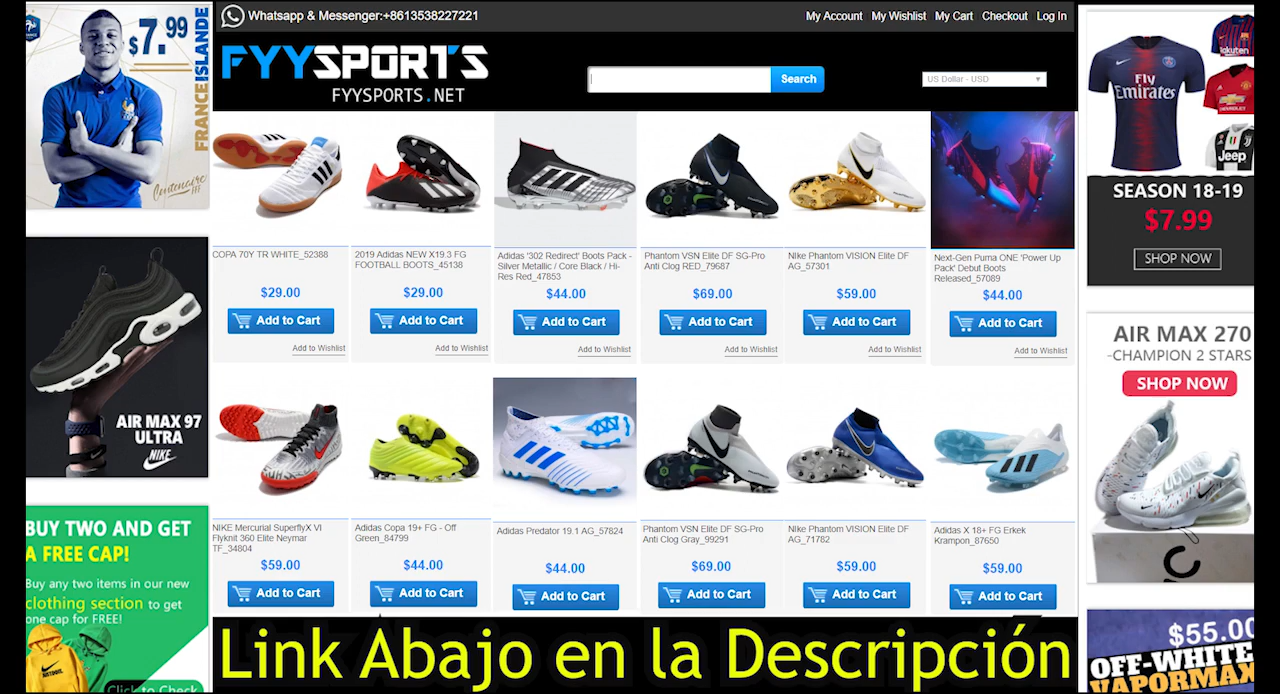 $7.99
FRANCE ISLANDE
Centenaire
FFF
AIR MAX 97
ULTRA
NIKE
BUY TWO AND GET
A FREE CAP!
Buy any two items in our new
clothing section to get
one cap for FREE!
Click to Check
Whatsapp & Messenger:+8613538227221
My Account My Wishlist My Cart Checkout Log In
FYYSPORTS
FYYSPORTS.NET
Search
US Dollar - USD
COPA 70Y TR WHITE_52388
$29.00
Add to Cart
Add to Wishlist
2019 Adidas NEW X19.3 FG
FOOTBALL BOOTS_45138
$29.00
Add to Cart
Add to Wishlist
Adidas '302 Redirect' Boots Pack -
Silver Metallic / Core Black / Hi-
Res Red_47853
$44.00
Add to Cart
Add to Wishlist
Phantom VSN Elite DF SG-Pro
Anti Clog RED_79687
$69.00
Add to Cart
Add to Wishlist
NIke Phantom VISION Elite DF
AG_57301
$59.00
Add to Cart
Add to Wishlist
Next-Gen Puma ONE 'Power Up
Pack' Debut Boots
Released_57089
$44.00
Add to Cart
Add to Wishlist
NIKE Mercurial SuperflyX VI
Flyknit 360 Elite Neymar
TF_34804
$59.00
Add to Cart
Adidas Copa 19+ FG - Off
Green_84799
$44.00
Add to Cart
Adidas Predator 19.1 AG_57824
$44.00
Add to Cart
Phantom VSN Elite DF SG-Pro
Anti Clog Gray_99291
$69.00
Add to Cart
NIke Phantom VISION Elite DF
AG_71782
$59.00
Add to Cart
Adidas X 18+ FG Erkek
Krampon_87650
$59.00
Add to Cart
Link Abajo en la Descripción
Fly
Emirates
Rakuten
CHEVROLET
Jeep
SEASON 18-19
$7.99
SHOP NOW
AIR MAX 270
-CHAMPION 2 STARS
SHOP NOW
$55.00
OFF-WHITE
VAPORMAX